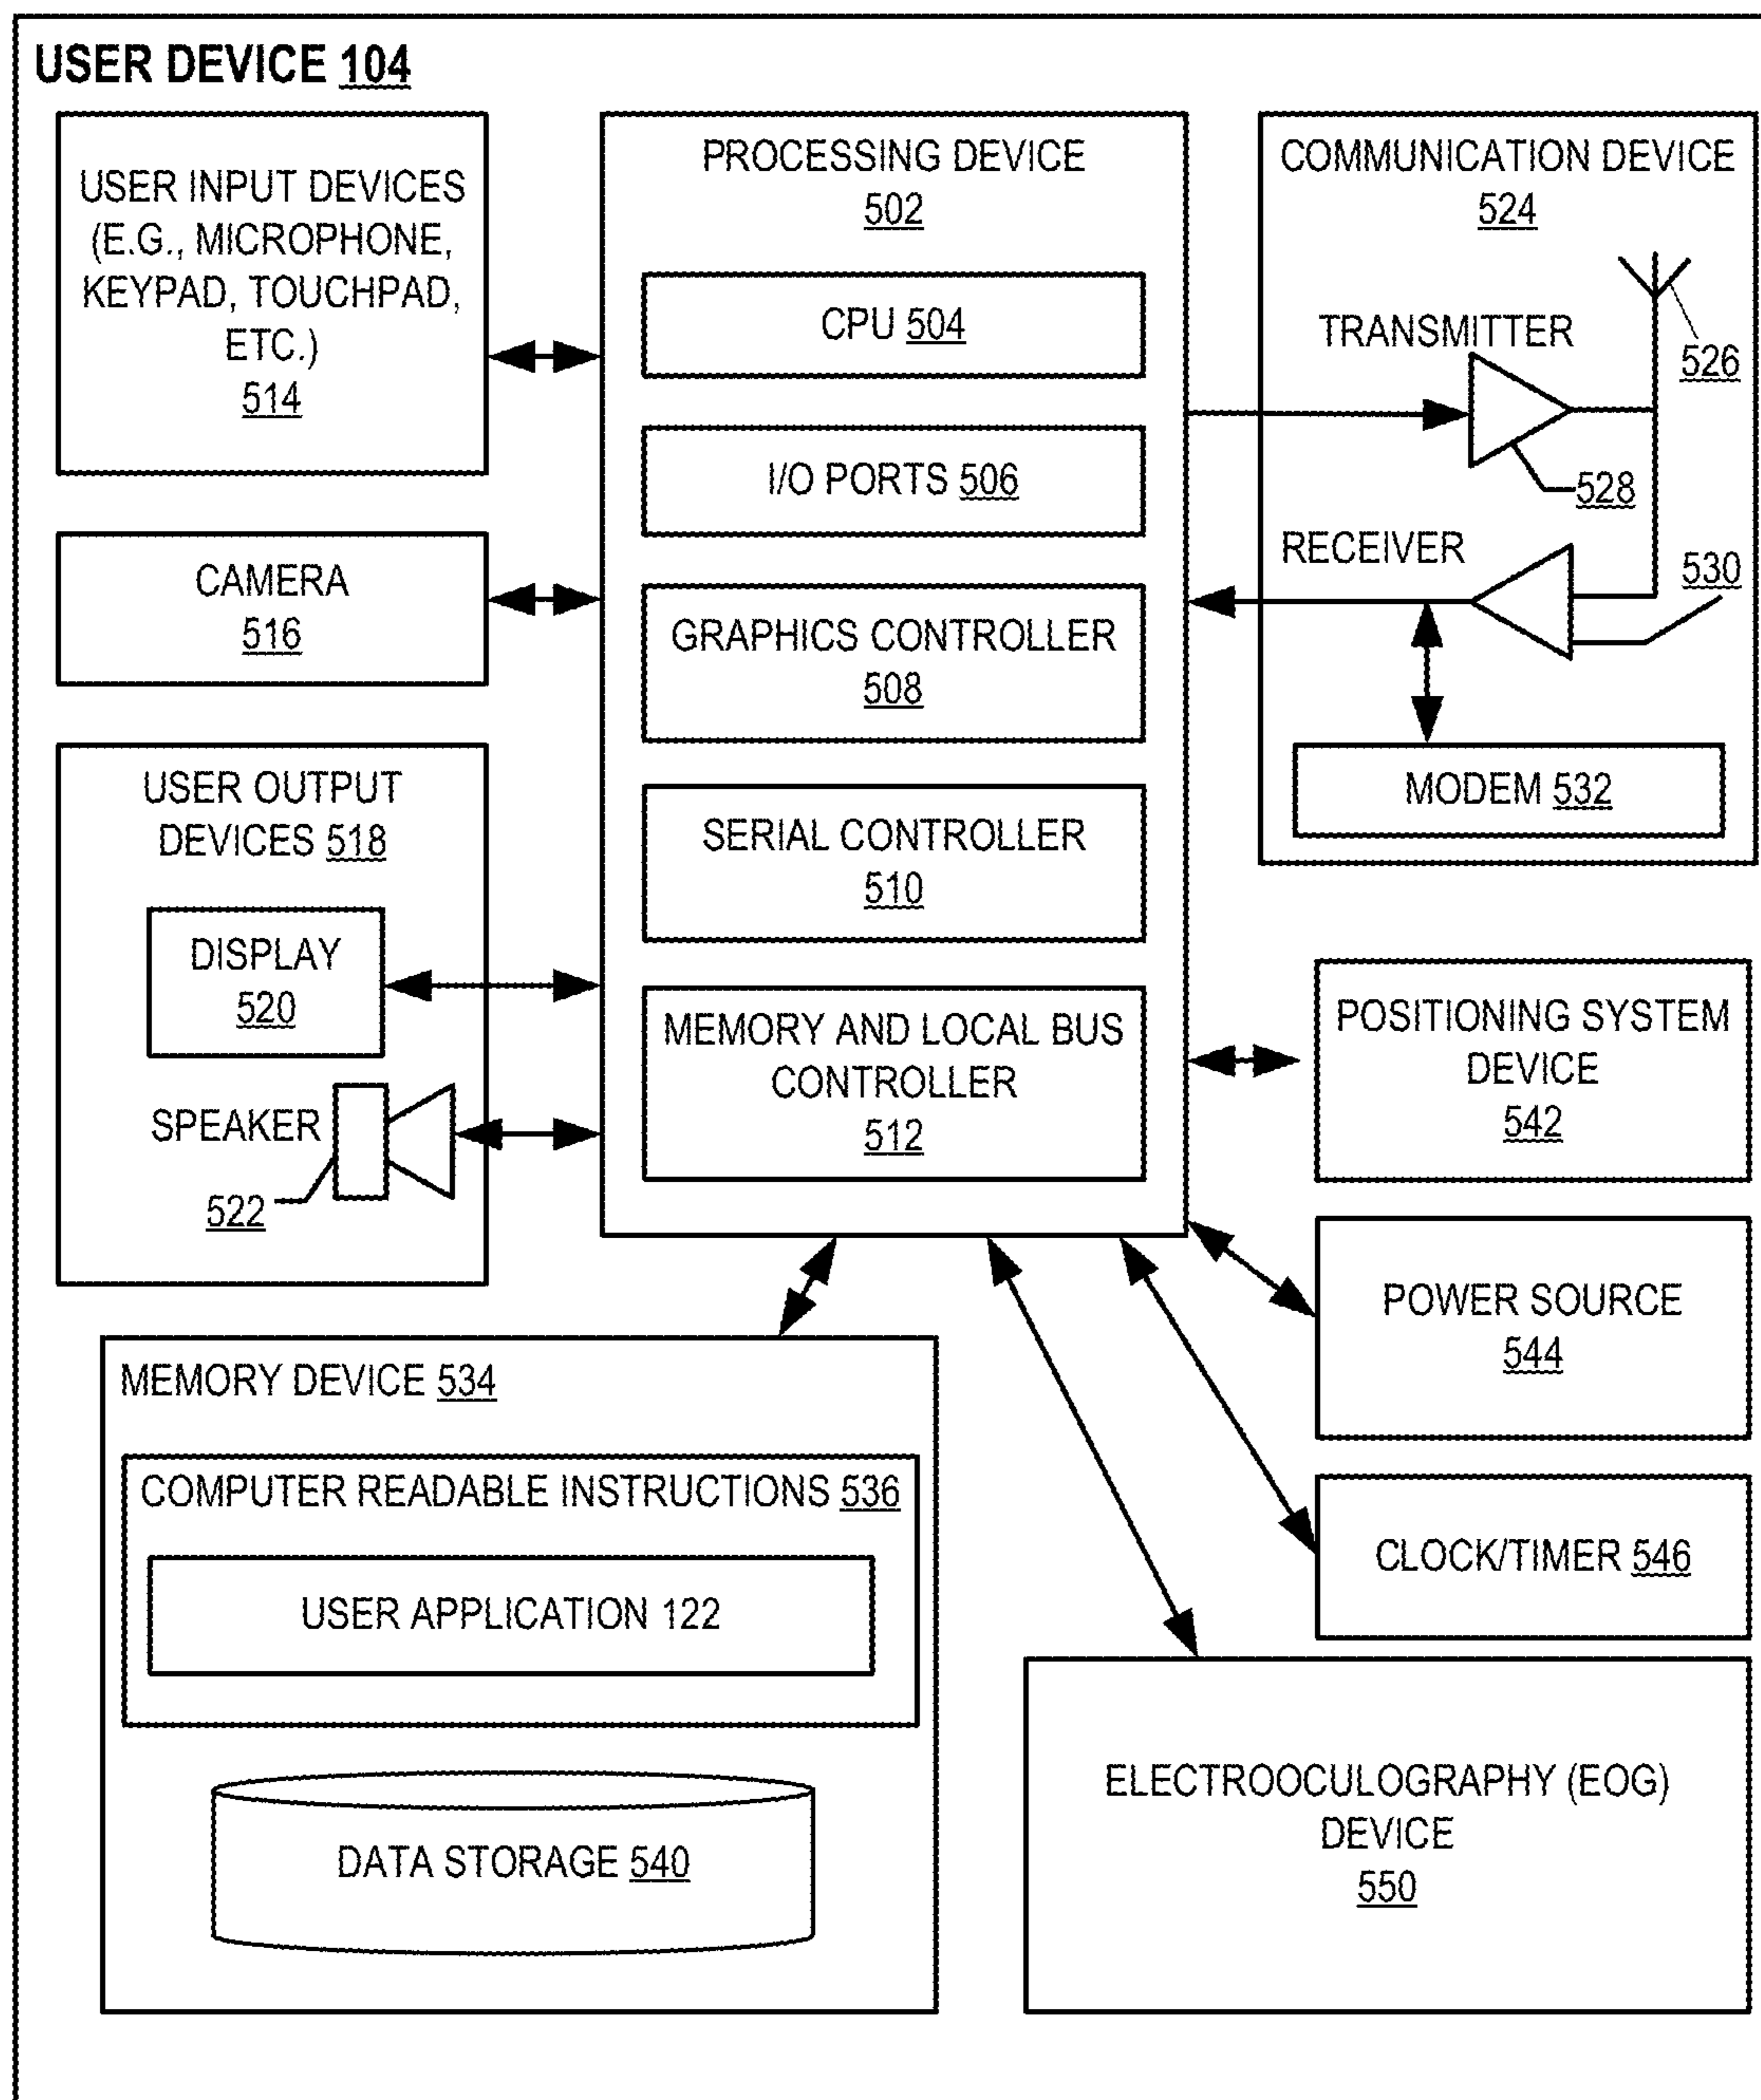 USER DEVICE 104
USER INPUT DEVICES
(E.G., MICROPHONE,
KEYPAD, TOUCHPAD,
ETC.)
514
CAMERA
516
USER OUTPUT
DEVICES 518
DISPLAY
520
SPEAKER
522
PROCESSING DEVICE
502
CPU 504
I/O PORTS 506
GRAPHICS CONTROLLER
508
SERIAL CONTROLLER
510
MEMORY AND LOCAL BUS
CONTROLLER
512
COMMUNICATION DEVICE
524
TRANSMITTER
526
528
RECEIVER
530
MODEM 532
POSITIONING SYSTEM
DEVICE
542
POWER SOURCE
544
CLOCK/TIMER 546
MEMORY DEVICE 534
COMPUTER READABLE INSTRUCTIONS 536
USER APPLICATION 122
DATA STORAGE 540
ELECTROOCULOGRAPHY (EOG)
DEVICE
550